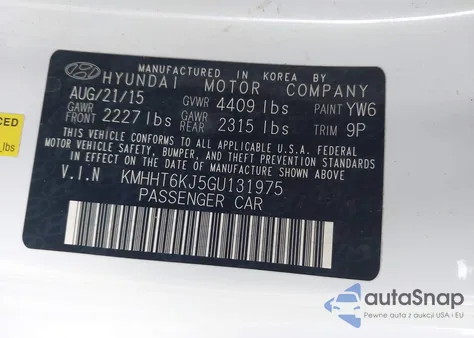 MANUFACTURED IN KOREA BY
HYUNDAI MOTOR COMPANY
AUG/21/15 GVWR 4409 lbs PAINT YW6
GAWR FRONT 2227 lbs GAWR REAR 2315 lbs TRIM 9P
THIS VEHICLE CONFORMS TO ALL APPLICABLE U.S.A. FEDERAL
MOTOR VEHICLE SAFETY, BUMPER, AND THEFT PREVENTION
STANDARDS IN EFFECT ON THE DATE OF MANUFACTURE SHOWN ABOVE.
V.I.N KMHHT6KJ5GU131975
PASSENGER CAR
CED
lbs
autoSnap
Pewne auta z aukcji USA i EU